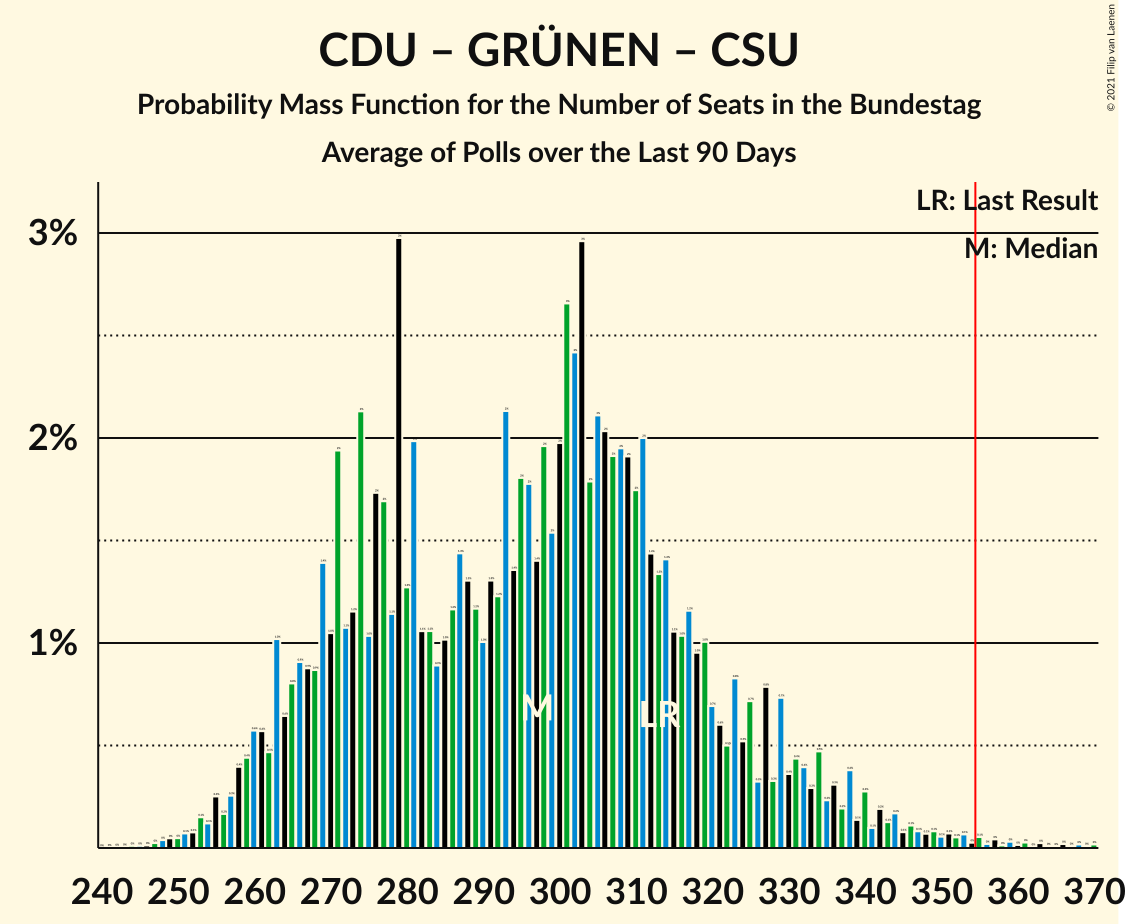 CDU – GRÜNEN – CSU
Probability Mass Function for the Number of Seats in the Bundestag
Average of Polls over the Last 90 Days
© 2021 Filip van Laenen
LR: Last Result
M: Median
3%
2%
1%
M
LR
240 250 260 270 280 290 300 310 320 330 340 350 360 370